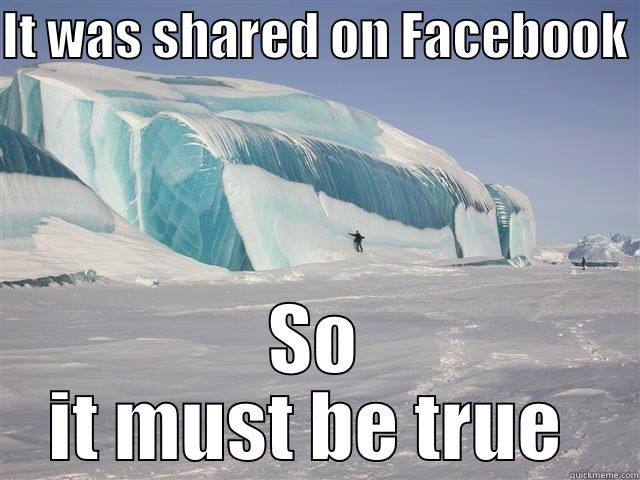 It was shared on Facebook
So
it must be true
quickmeme.com